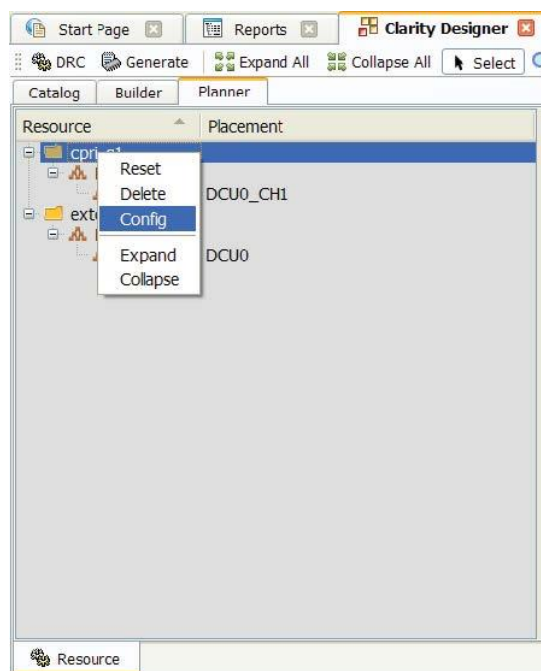 Start Page Reports Clarity Designer
DRC Generate Expand All Collapse All Select
Catalog Builder Planner
Resource Placement
Reset
Delete DCU0_CH1
Config
Expand DCU0
Collapse
Resource